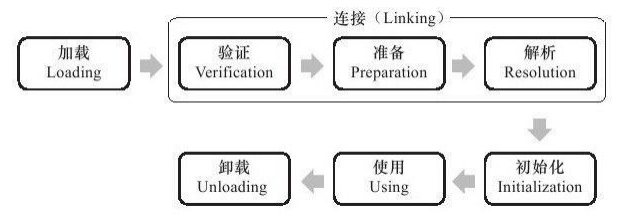 连接（Linking）
加载
Loading
验证
Verification
准备
Preparation
解析
Resolution
初始化
Initialization
使用
Using
卸载
Unloading